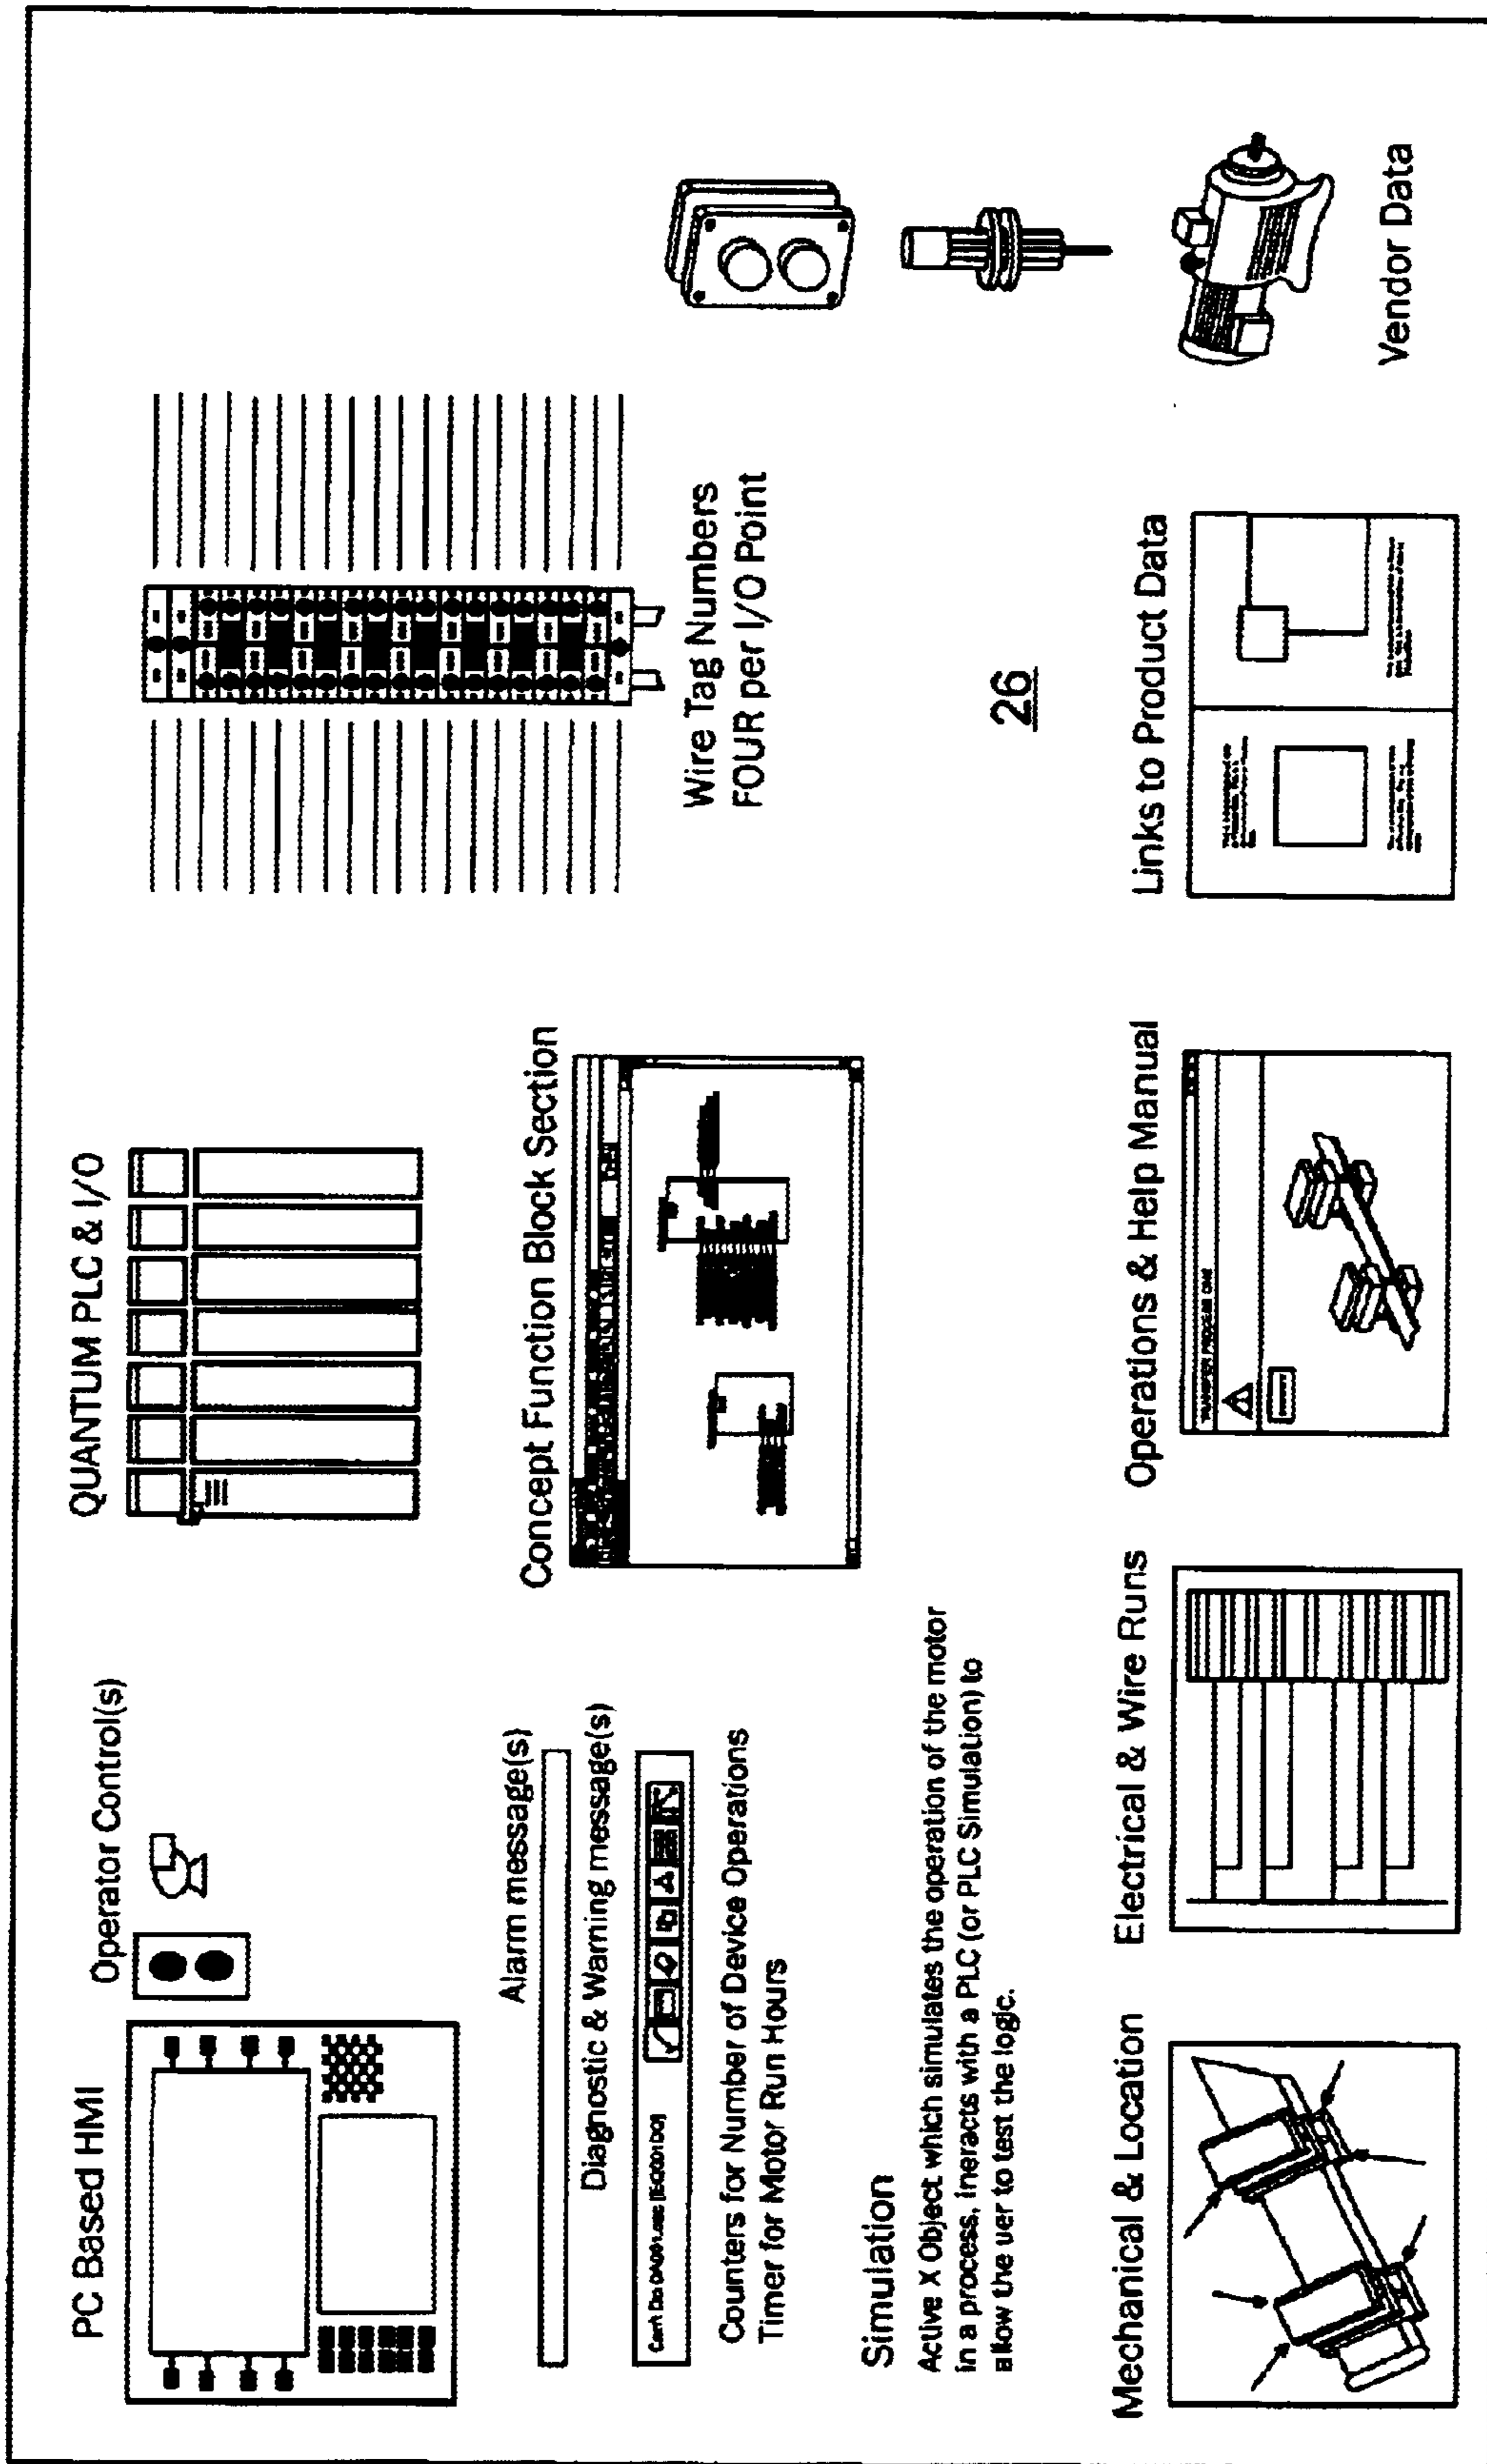 PC Based HMI
Operator Control(s)
QUANTUM PLC & I/O
Alarm message(s)
Diagnostic & Warning message(s)
Counters for Number of Device Operations
Timer for Motor Run Hours
Concept Function Block Section
Wire Tag Numbers
FOUR per I/O Point
Simulation
Active X Object which simulates the operation of the motor
in a process, ineracts with a PLC (or PLC Simulation) to
allow the uer to test the logic.
26
Mechanical & Location
Electrical & Wire Runs
Operations & Help Manual
TRANSFER PROCESS ONE
Links to Product Data
Vendor Data